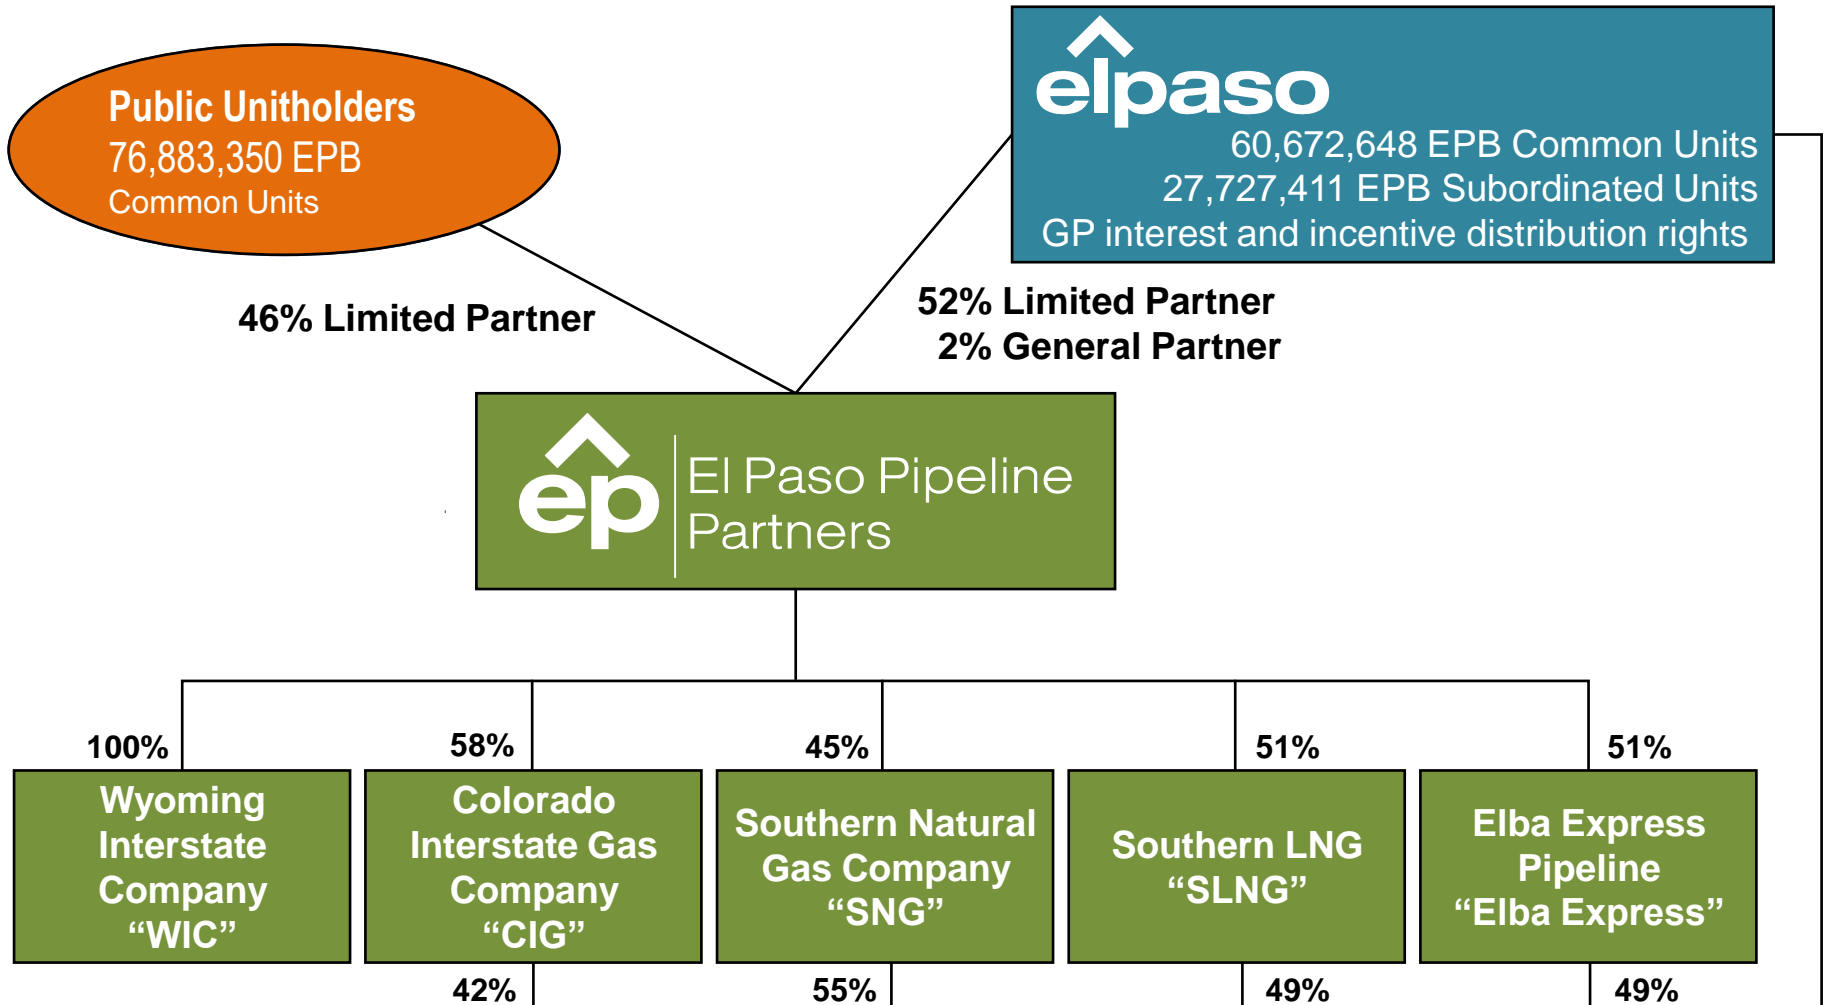 Public Unitholders
76,883,350 EPB
Common Units
elpaso
60,672,648 EPB Common Units
27,727,411 EPB Subordinated Units
GP interest and incentive distribution rights
46% Limited Partner
52% Limited Partner
2% General Partner
ep
El Paso Pipeline
Partners
100%
58%
45%
51%
51%
Wyoming
Interstate
Company
“WIC”
Colorado
Interstate Gas
Company
“CIG”
Southern Natural
Gas Company
“SNG”
Southern LNG
“SLNG”
Elba Express
Pipeline
“Elba Express”
42%
55%
49%
49%